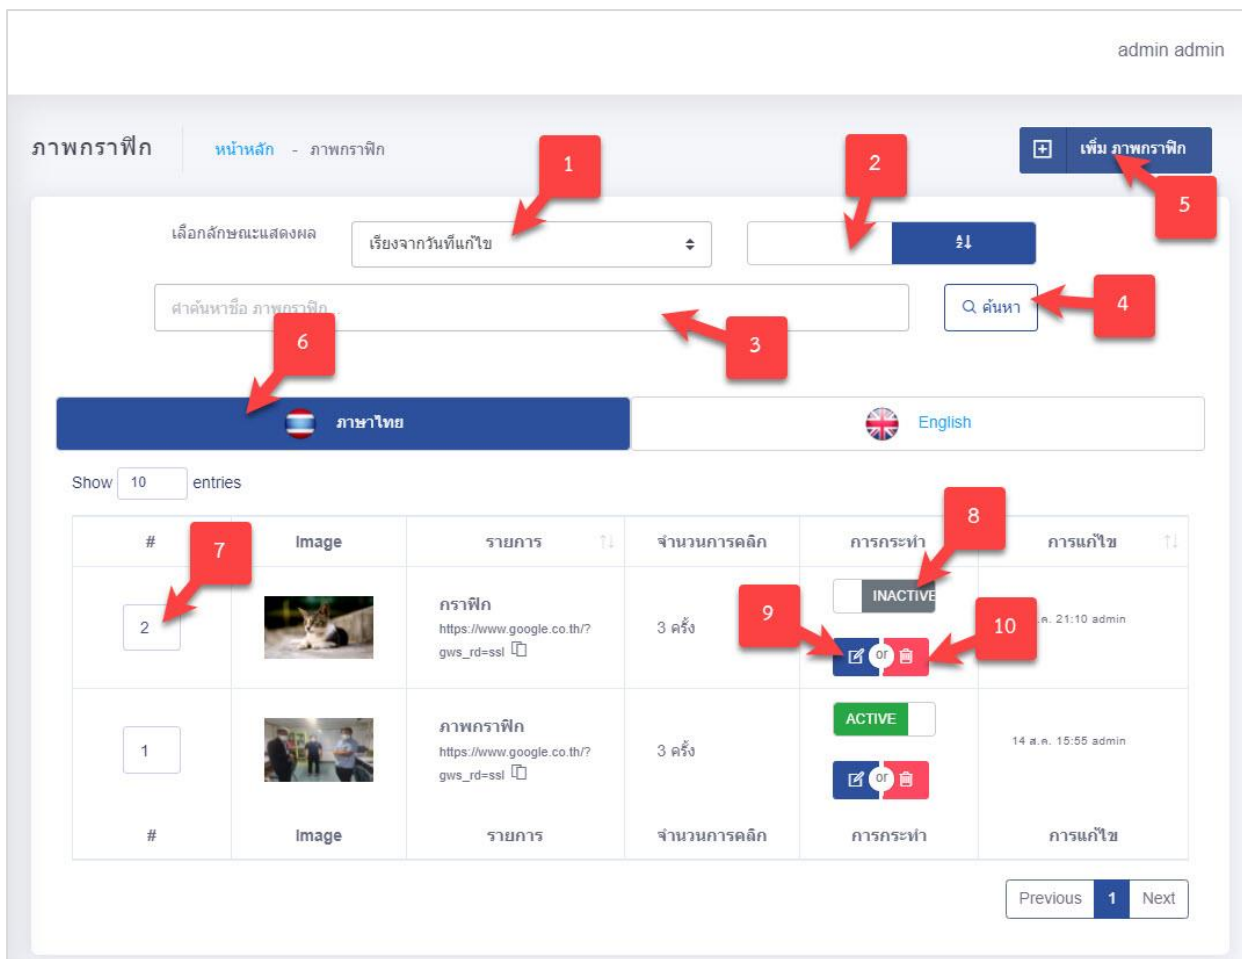 admin admin
ภาพกราฟิก
หน้าหลัก - ภาพกราฟิก
เพิ่ม ภาพกราฟิก
1
2
5
เลือกลักษณะแสดงผล
เรียงจากวันที่แก้ไข
คำค้นหาชื่อ ภาพกราฟิก...
ค้นหา
4
3
6
ภาษาไทย
English
Show 10 entries
8
7
# Image รายการ จำนวนการคลิก การกระทำ การแก้ไข
2
กราฟิก
https://www.google.co.th/?
gws_rd=ssl
3 ครั้ง
INACTIVE
9
or
10
21:10 admin
1
ภาพกราฟิก
https://www.google.co.th/?
gws_rd=ssl
3 ครั้ง
ACTIVE
or
14 ส.ค. 15:55 admin
# Image รายการ จำนวนการคลิก การกระทำ การแก้ไข
Previous 1 Next